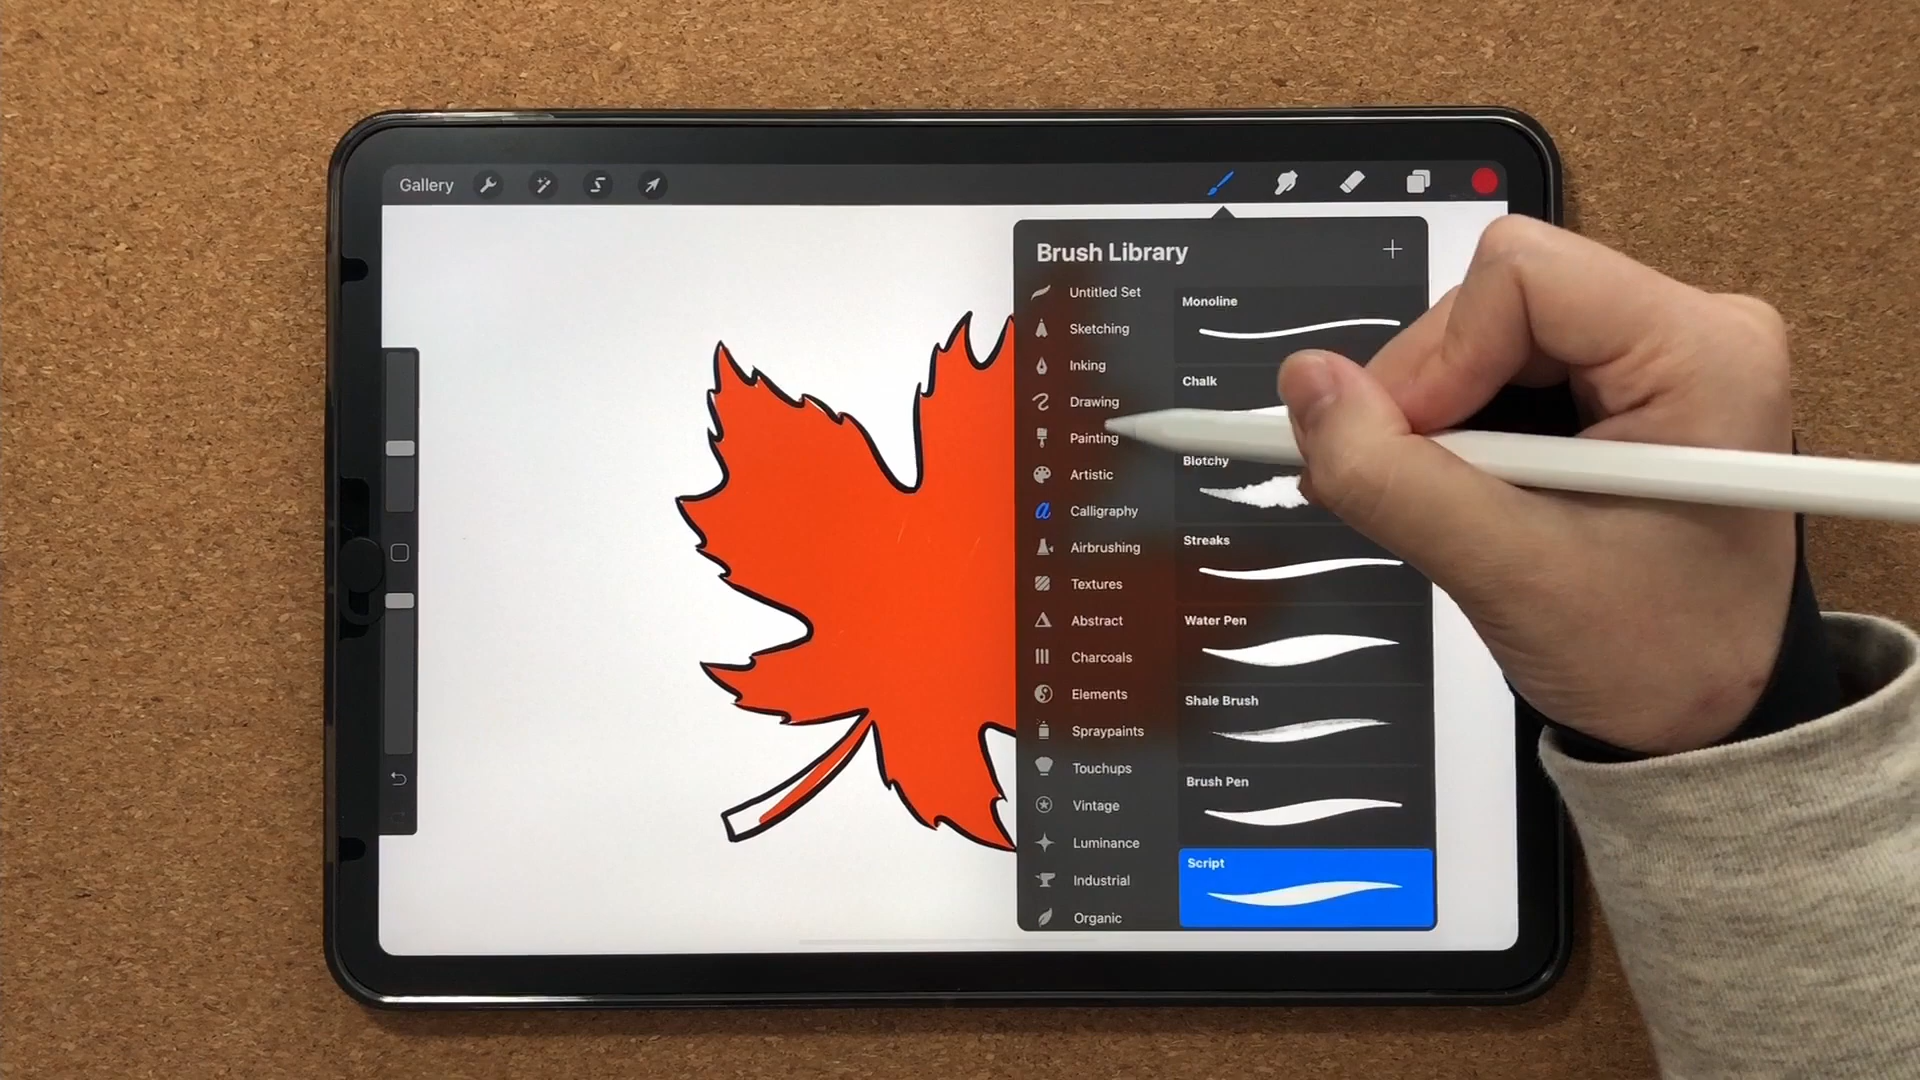 Gallery
Brush Library
Untitled Set
Sketching
Inking
Drawing
Painting
Artistic
Calligraphy
Airbrushing
Textures
Abstract
Charcoals
Elements
Spraypaints
Touchups
Vintage
Luminance
Industrial
Organic
Monoline
Chalk
Blotchy
Streaks
Water Pen
Shale Brush
Brush Pen
Script